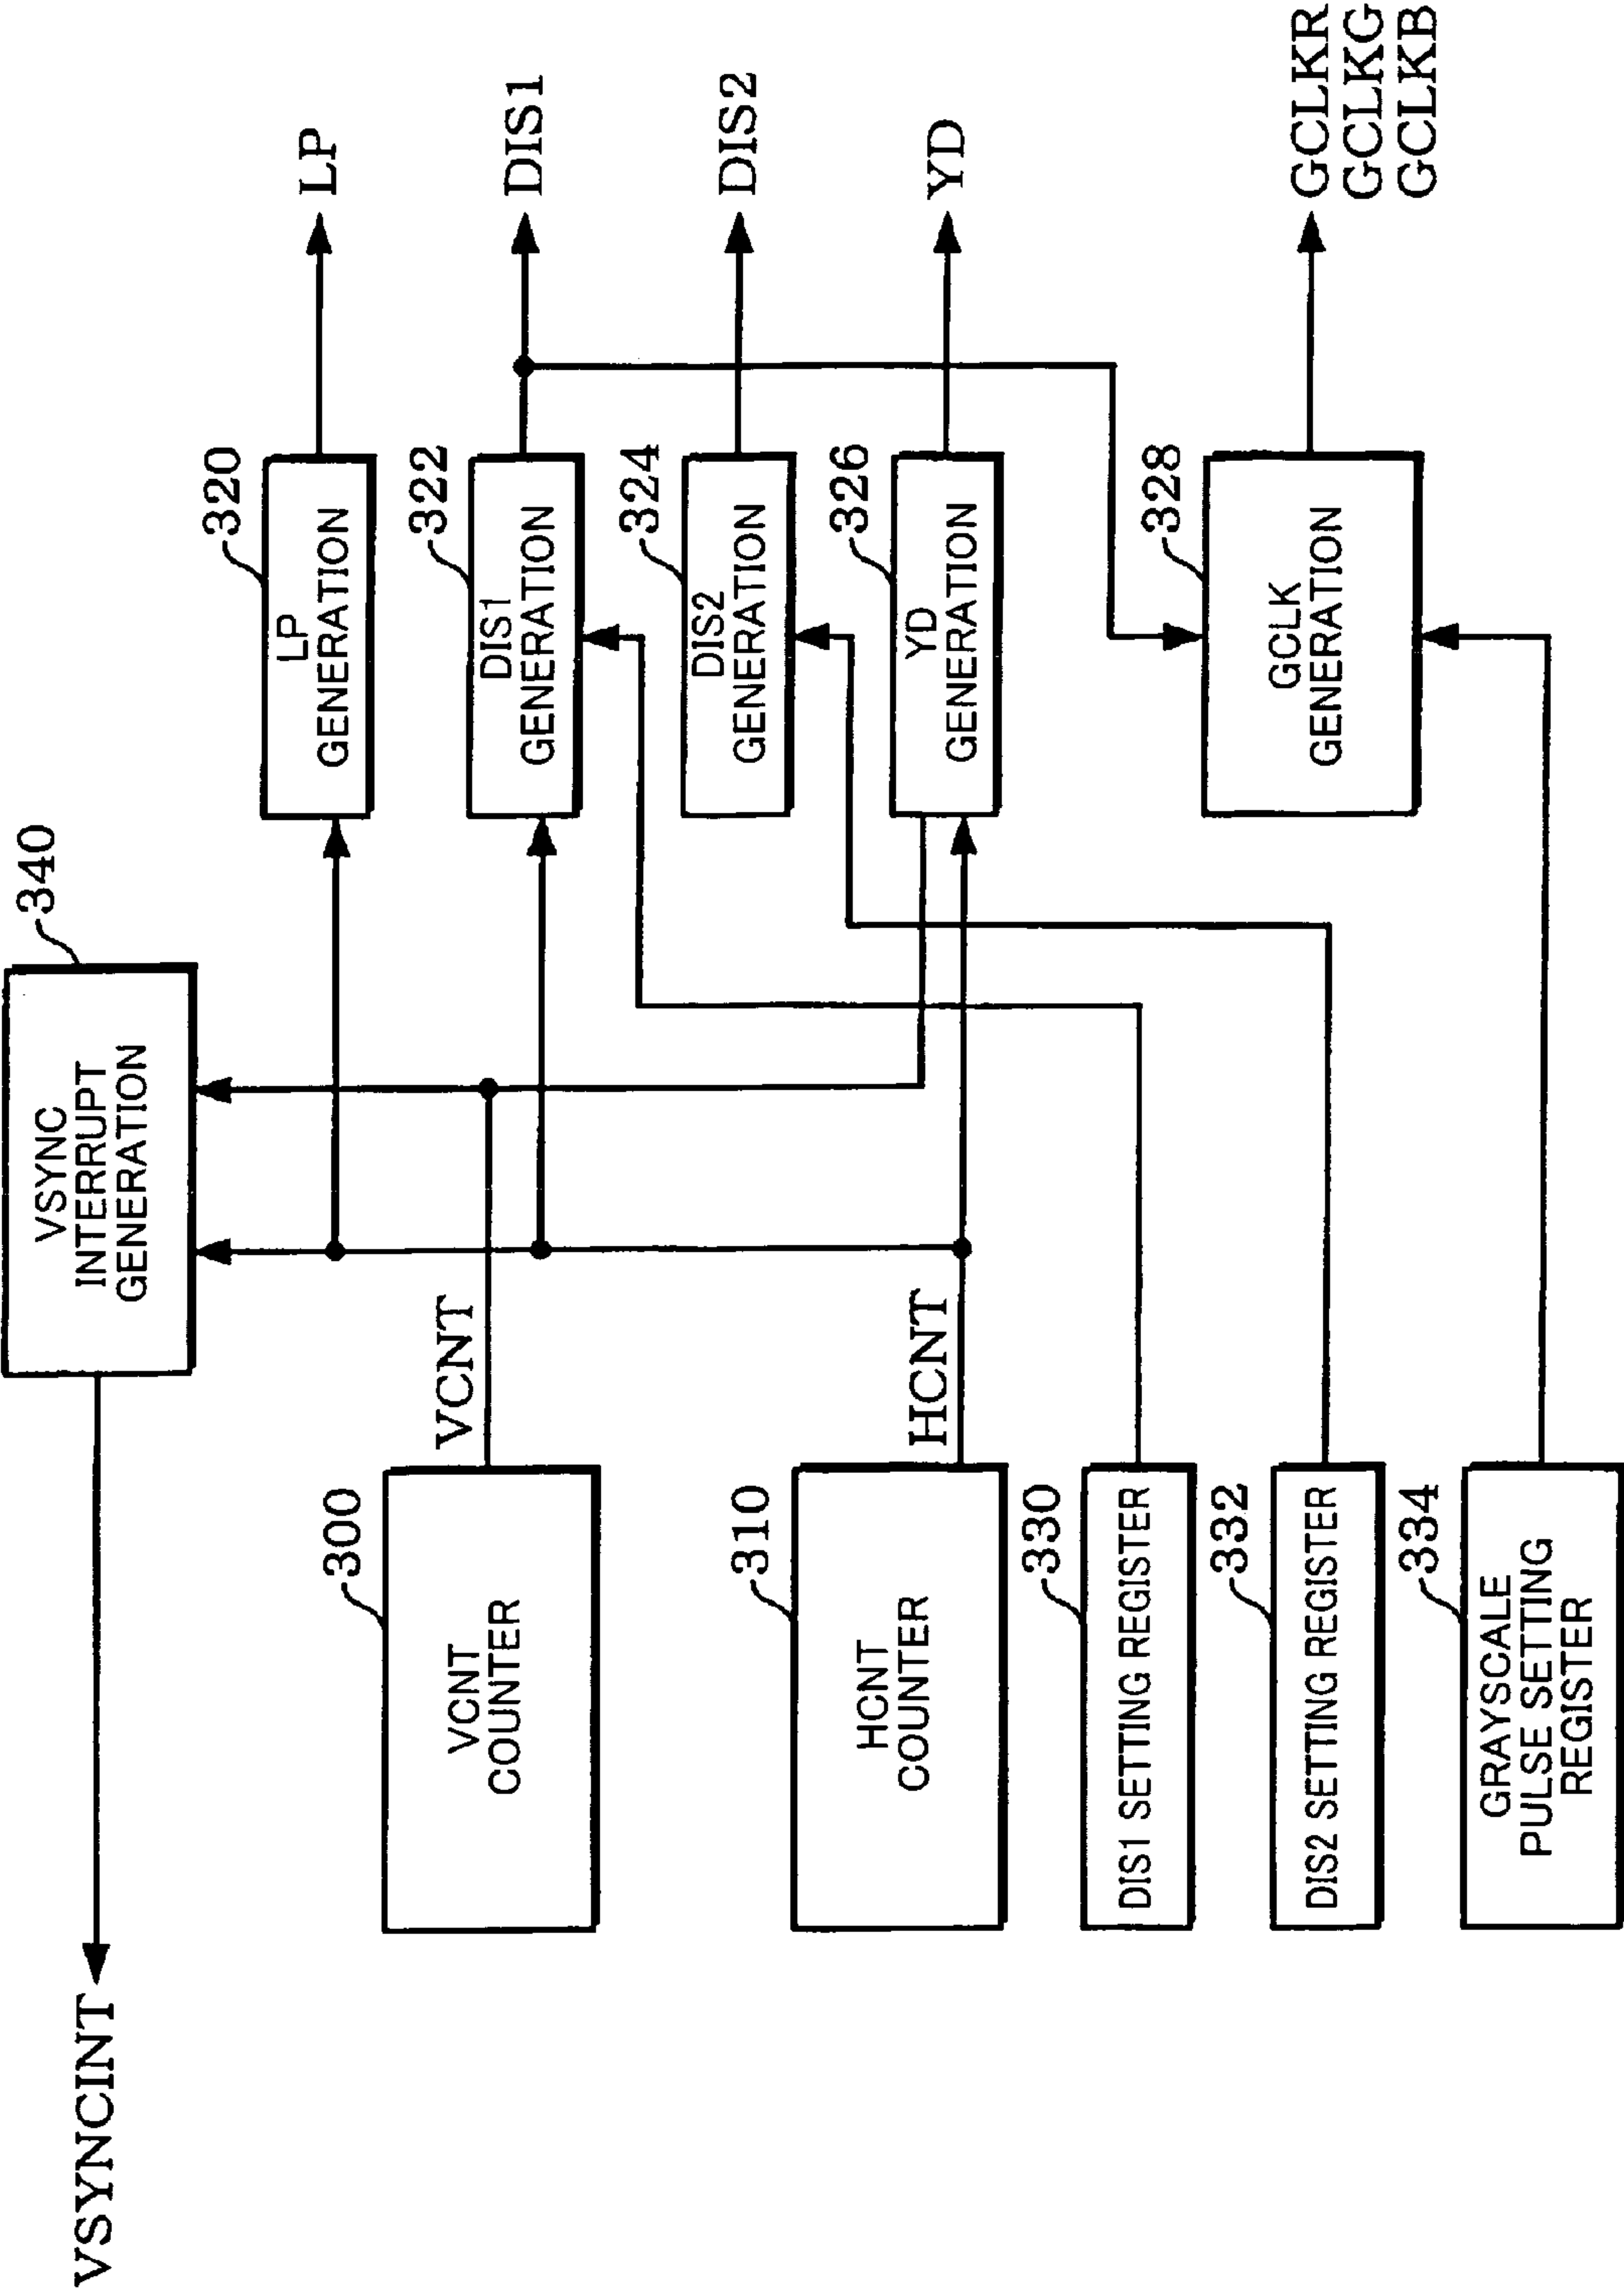 VSYNCINT
340
VSYNC
INTERRUPT
GENERATION
320
LP
GENERATION
LP
300
VCNT
COUNTER
VCNT
322
DIS1
GENERATION
DIS1
324
DIS2
GENERATION
DIS2
310
HCNT
COUNTER
HCNT
326
YD
GENERATION
YD
330
DIS1 SETTING REGISTER
332
DIS2 SETTING REGISTER
328
GCLK
GENERATION
GCLKR
GCLKG
GCLKB
334
GRAYSCALE
PULSE SETTING
REGISTER